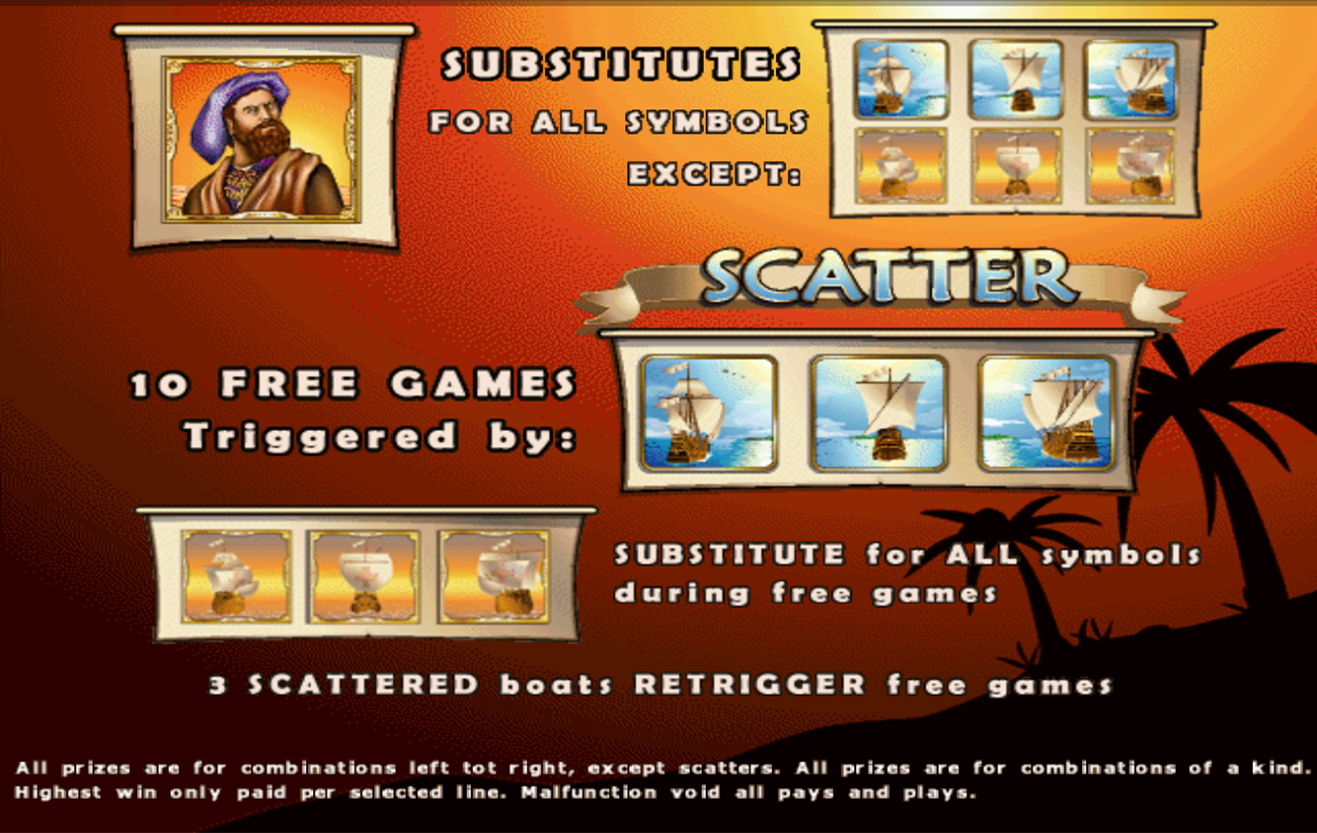 SUBSTITUTES
FOR ALL SYMBOLS
EXCEPT:
SCATTER
10 FREE GAMES
Triggered by:
SUBSTITUTE for ALL symbols
during free games
3 SCATTERED boats RETRIGGER free games
All prizes are for combinations left tot right, except scatters. All prizes are for combinations of a kind.
Highest win only paid per selected line. Malfunction void all pays and plays.